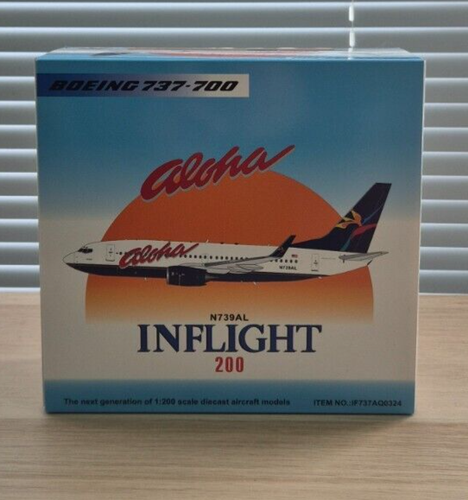 BOEING 737-700
aloha
aloha
N739AL
N739AL
INFLIGHT
200
The next generation of 1:200 scale diecast aircraft models
ITEM NO.:IF737AQ0324